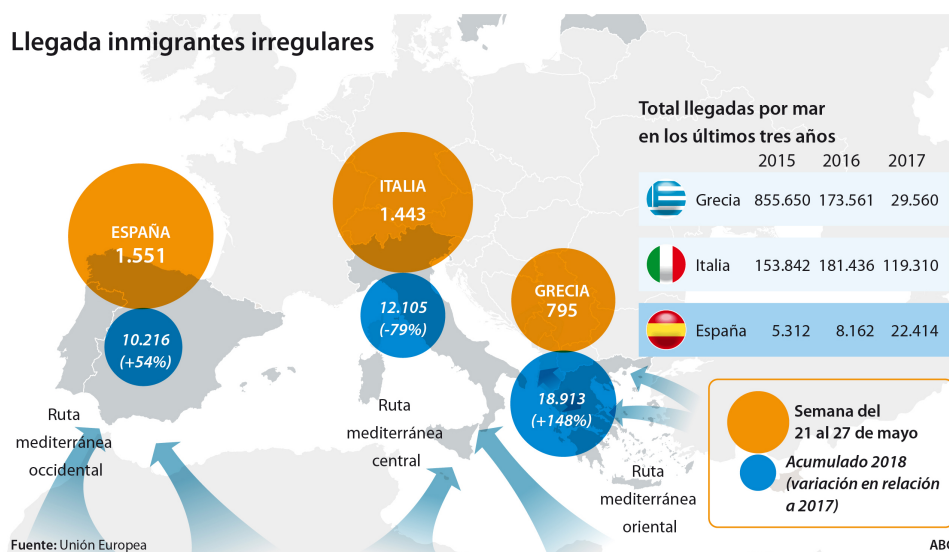 Llegada inmigrantes irregulares
Total llegadas por mar
en los últimos tres años
2015 2016 2017
Grecia 855.650 173.561 29.560
Italia 153.842 181.436 119.310
España 5.312 8.162 22.414
ESPAÑA
1.551
10.216
(+54%)
ITALIA
1.443
12.105
(-79%)
GRECIA
795
18.913
(+148%)
Ruta
mediterránea
occidental
Ruta
mediterránea
central
Ruta
mediterránea
oriental
Semana del
21 al 27 de mayo
Acumulado 2018
(variación en relación
a 2017)
Fuente: Unión Europea
ABC